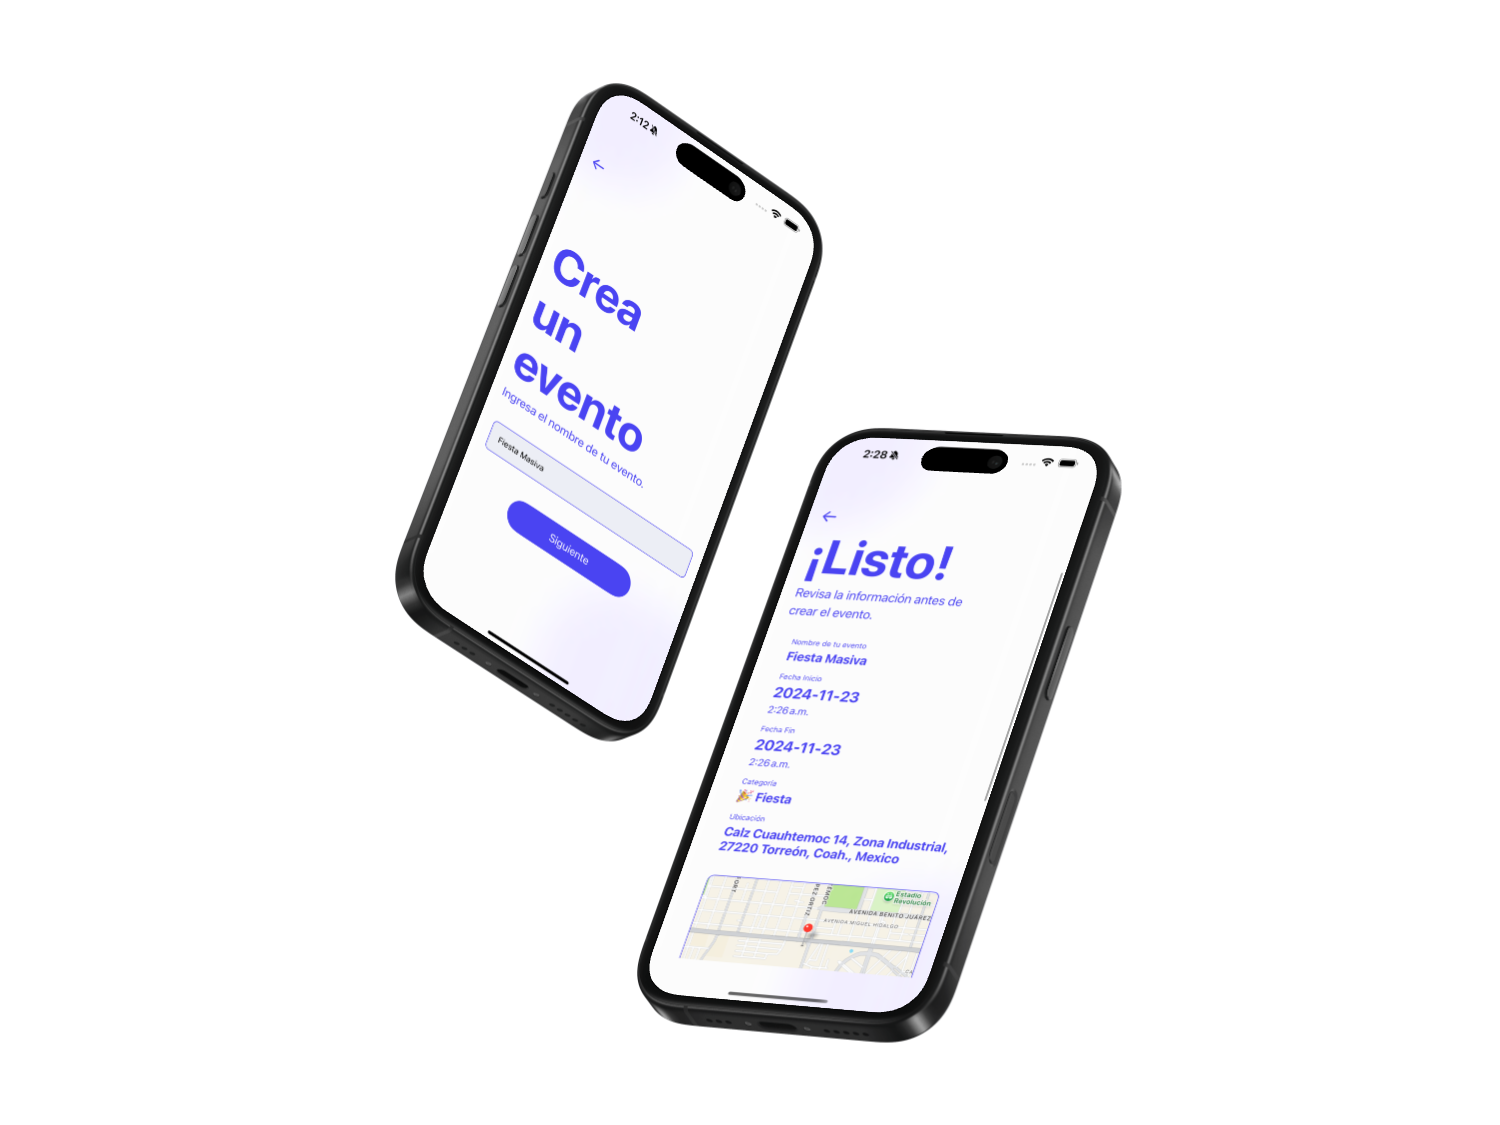 2:12
Crea
un
evento
Ingresa el nombre de tu evento.
Fiesta Masiva
Siguiente
2:28
¡Listo!
Revisa la información antes de
crear el evento.
Nombre de tu evento
Fiesta Masiva
Fecha Inicio
2024-11-23
2:26 a.m.
Fecha Fin
2024-11-23
2:26 a.m.
Categoría
Fiesta
Ubicación
Calz Cuauhtemoc 14, Zona Industrial,
27220 Torreón, Coah., Mexico
Estadio
Revolución
AVENIDA BENITO JUÁREZ
AVENIDA MIGUEL HIDALGO